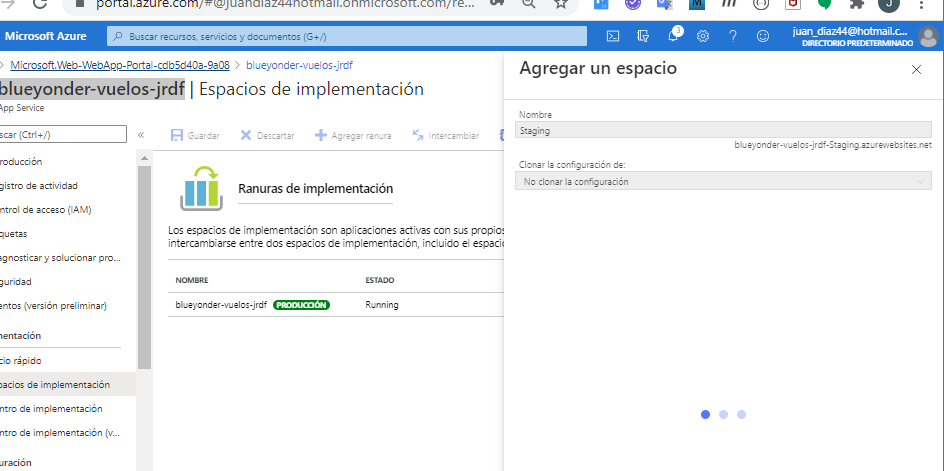 portal.azure.com/#@juandiaz44hotmail.onmicrosoft.com/re...
J
Microsoft Azure
Buscar recursos, servicios y documentos (G+/)
3
?
juan_diaz44@hotmail.c...
DIRECTORIO PREDETERMINADO
> Microsoft.Web-WebApp-Portal-cdb5d40a-9a08 > blueyonder-vuelos-jrdf
blueyonder-vuelos-jrdf | Espacios de implementación
App Service
scar (Ctrl+/)
«
Guardar
Descartar
Agregar ranura
Intercambiar
roducción
gistro de actividad
ntrol de acceso (IAM)
quetas
agnosticar y solucionar pro...
guridad
entos (versión preliminar)
mentación
cio rápido
pacios de implementación
ntro de implementación
ntro de implementación (v...
uración
Ranuras de implementación
Los espacios de implementación son aplicaciones activas con sus propios
intercambiarse entre dos espacios de implementación, incluido el espacio
NOMBRE ESTADO
blueyonder-vuelos-jrdf PRODUCCIÓN Running
Agregar un espacio
Nombre
Staging
blueyonder-vuelos-jrdf-Staging.azurewebsites.net
Clonar la configuración de:
No clonar la configuración